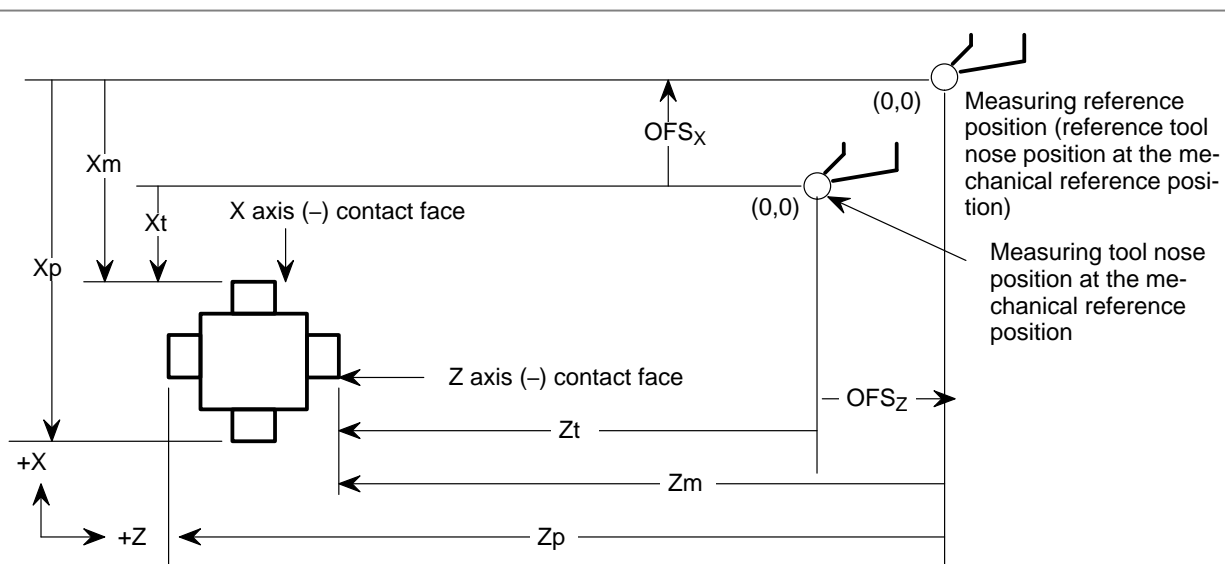 (0,0)
Measuring reference
position (reference tool
nose position at the me-
chanical reference posi-
tion)
OFSX
Xm
(0,0)
Xt
X axis (–) contact face
Measuring tool nose
position at the me-
chanical reference
position
Xp
Z axis (–) contact face
OFSZ
Zt
+X
Zm
+Z
Zp